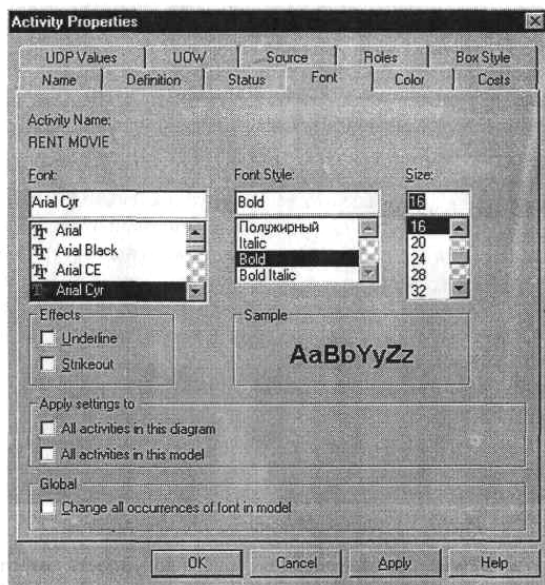 Activity Properties
UDP Values UOW Source Roles Box Style
Name Definition Status Font Color Costs
Activity Name:
RENT MOVIE
Font: Font Style: Size:
Arial Cyr Bold 16
Arial Полужирный 16
Arial Black Italic 20
Arial CE Bold 24
Arial Cyr Bold Italic 28
32
Effects Sample
Underline
Strikeout
AaBbYyZz
Apply settings to
All activities in this diagram
All activities in this model
Global
Change all occurrences of font in model
OK Cancel Apply Help